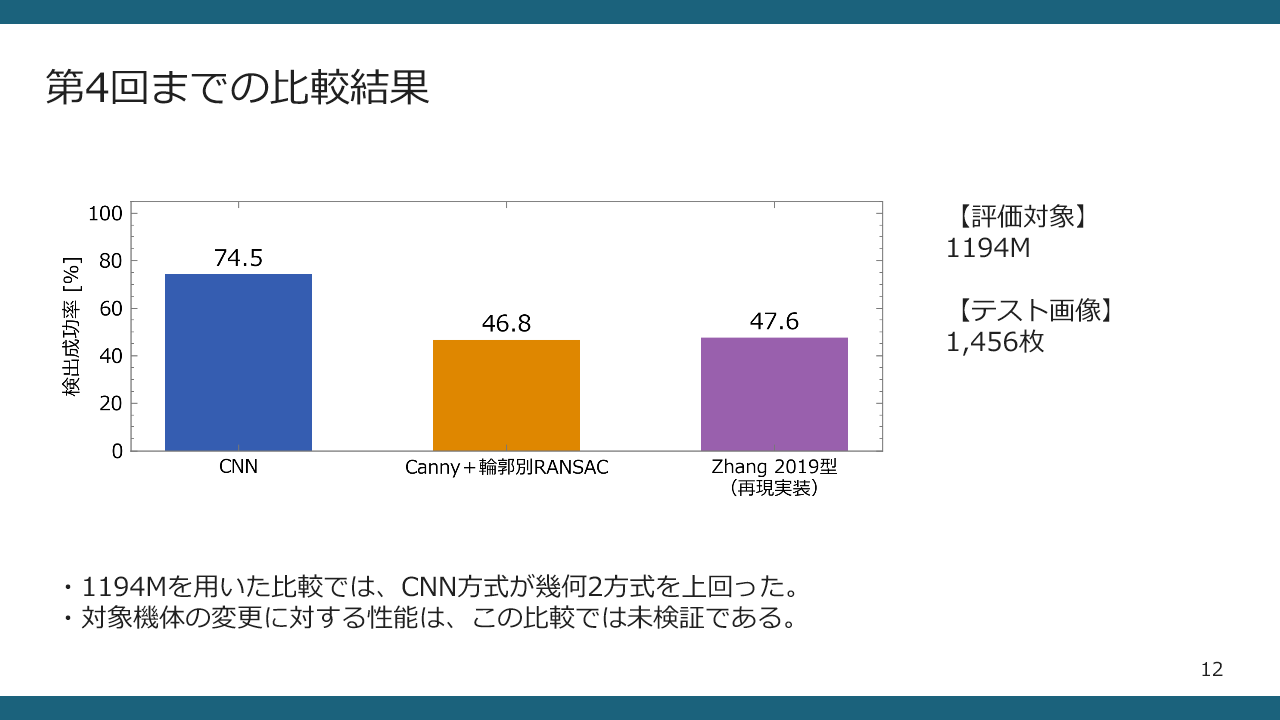 第4回までの比較結果
検出成功率 [%]
100
80
60
40
20
0
74.5
46.8
47.6
CNN
Canny＋輪郭別RANSAC
Zhang 2019型
（再現実装）
【評価対象】
1194M
【テスト画像】
1,456枚
・1194Mを用いた比較では、CNN方式が幾何2方式を上回った。
・対象機体の変更に対する性能は、この比較では未検証である。
12